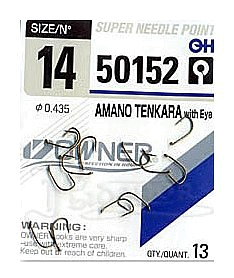 SIZE/N° SUPER NEEDLE POINT
14 50152
ϕ 0.435
AMANO TENKARA with Eye
OWNER
WARNING:
OWNER hooks are very sharp
-use with extreme care.
Keep out of reach of children.
QTY./QUANT. 13